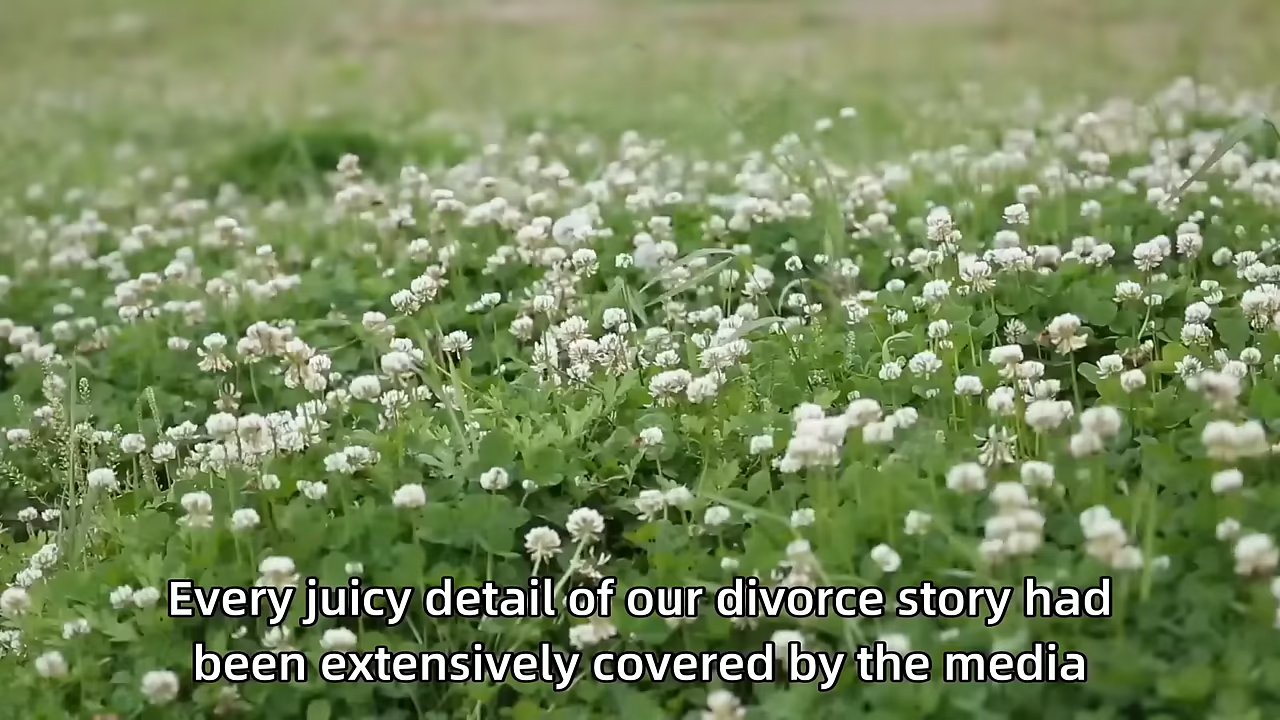 Every juicy detail of our divorce story had
been extensively covered by the media